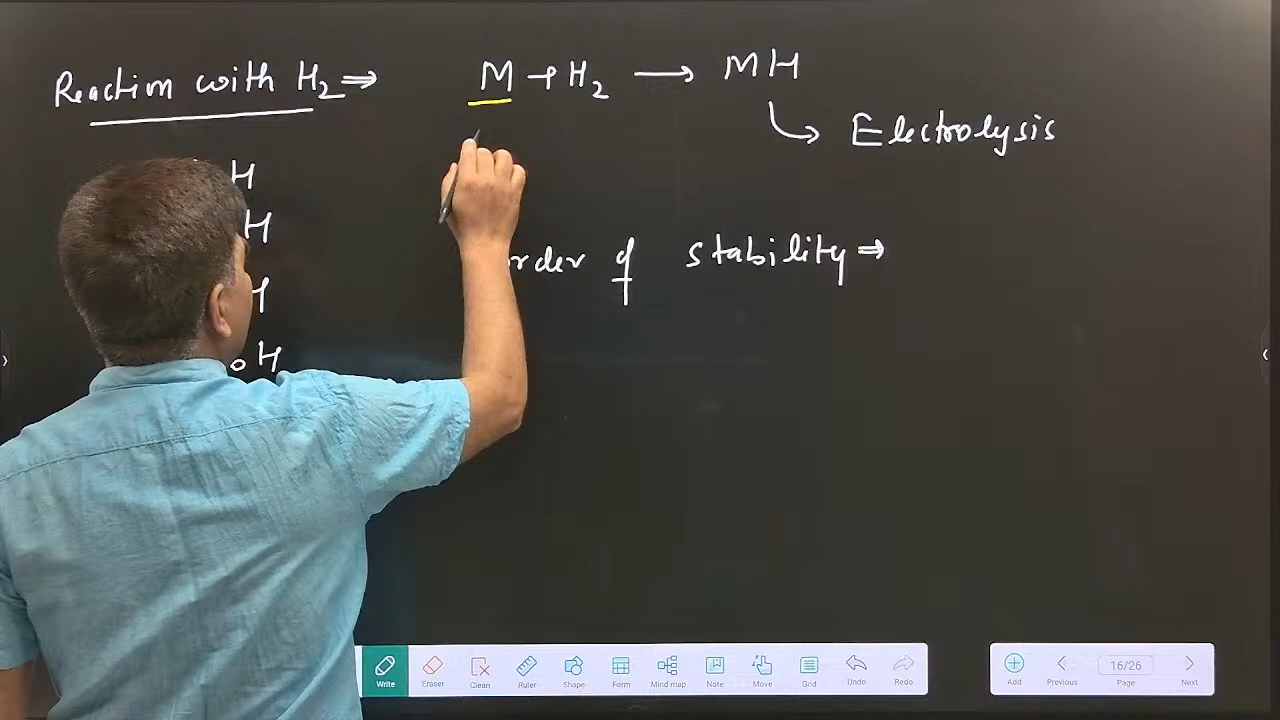 Reaction with H2 ⇒ M + H2 → MH
↳ Electrolysis
H
H
order of stability ⇒
H
H
Write Eraser Clean Ruler Shape Form Mind map Note Move Grid Undo Redo Add Previous 16/26 Page Next